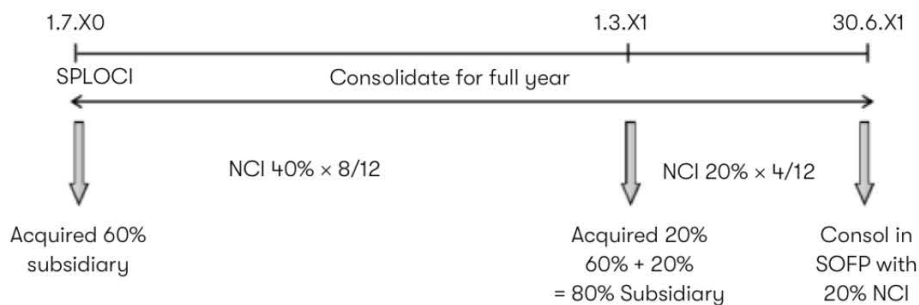 1.7.X0 1.3.X1 30.6.X1
SPLOCI
Consolidate for full year
NCI 40% × 8/12
NCI 20% × 4/12
Acquired 60%
subsidiary
Acquired 20%
60% + 20%
= 80% Subsidiary
Consol in
SOFP with
20% NCI